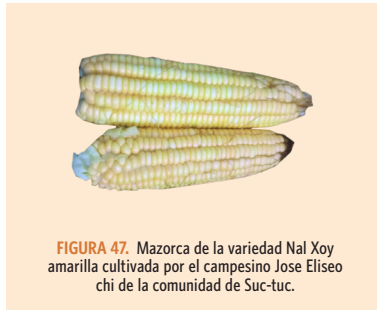 FIGURA 47. Mazorca de la variedad Nal Xoy
amarilla cultivada por el campesino Jose Eliseo
chi de la comunidad de Suc-tuc.